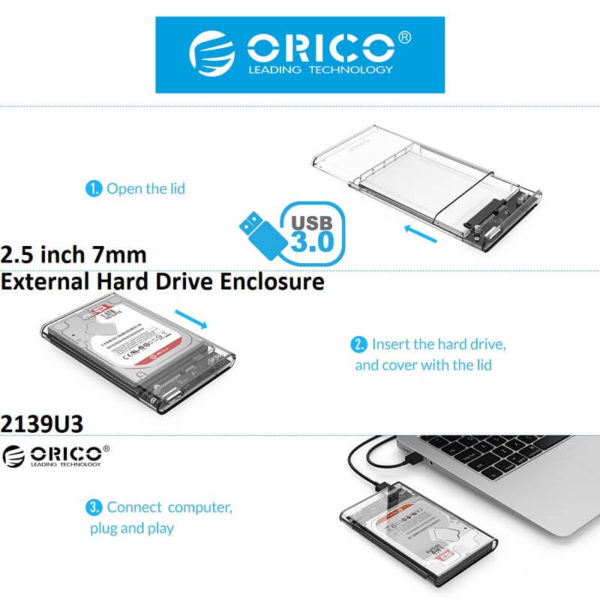 ORICO®
LEADING TECHNOLOGY
1. Open the lid
USB
3.0
2.5 inch 7mm
External Hard Drive Enclosure
2. Insert the hard drive,
and cover with the lid
2139U3
ORICO®
LEADING TECHNOLOGY
3. Connect computer,
plug and play